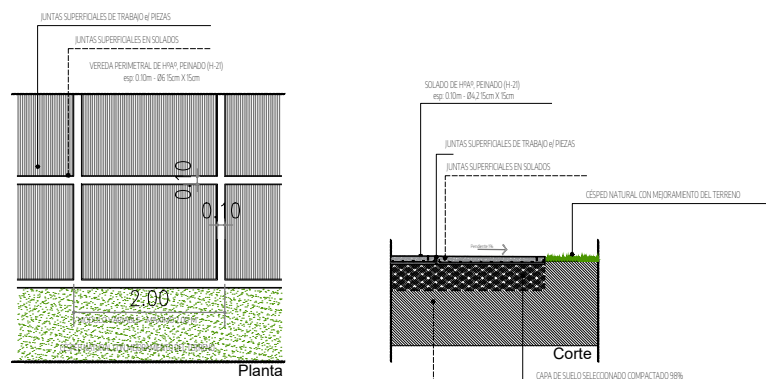 JUNTAS SUPERFICIALES DE TRABAJO e/ PIEZAS
JUNTAS SUPERFICIALES EN SOLADOS
VEREDA PERIMETRAL DE HºAº, PEINADO (H-21)
esp: 0.10m - Ø6 15cm X 15cm
0.10
0.10
2.00
Planta
SOLADO DE HºAº, PEINADO (H-21)
esp: 0.10m - Ø4,2 15cm X 15cm
JUNTAS SUPERFICIALES DE TRABAJO e/ PIEZAS
JUNTAS SUPERFICIALES EN SOLADOS
CÉSPED NATURAL CON MEJORAMIENTO DEL TERRENO
Pendiente 1%
Corte
CAPA DE SUELO SELECCIONADO COMPACTADO 98%